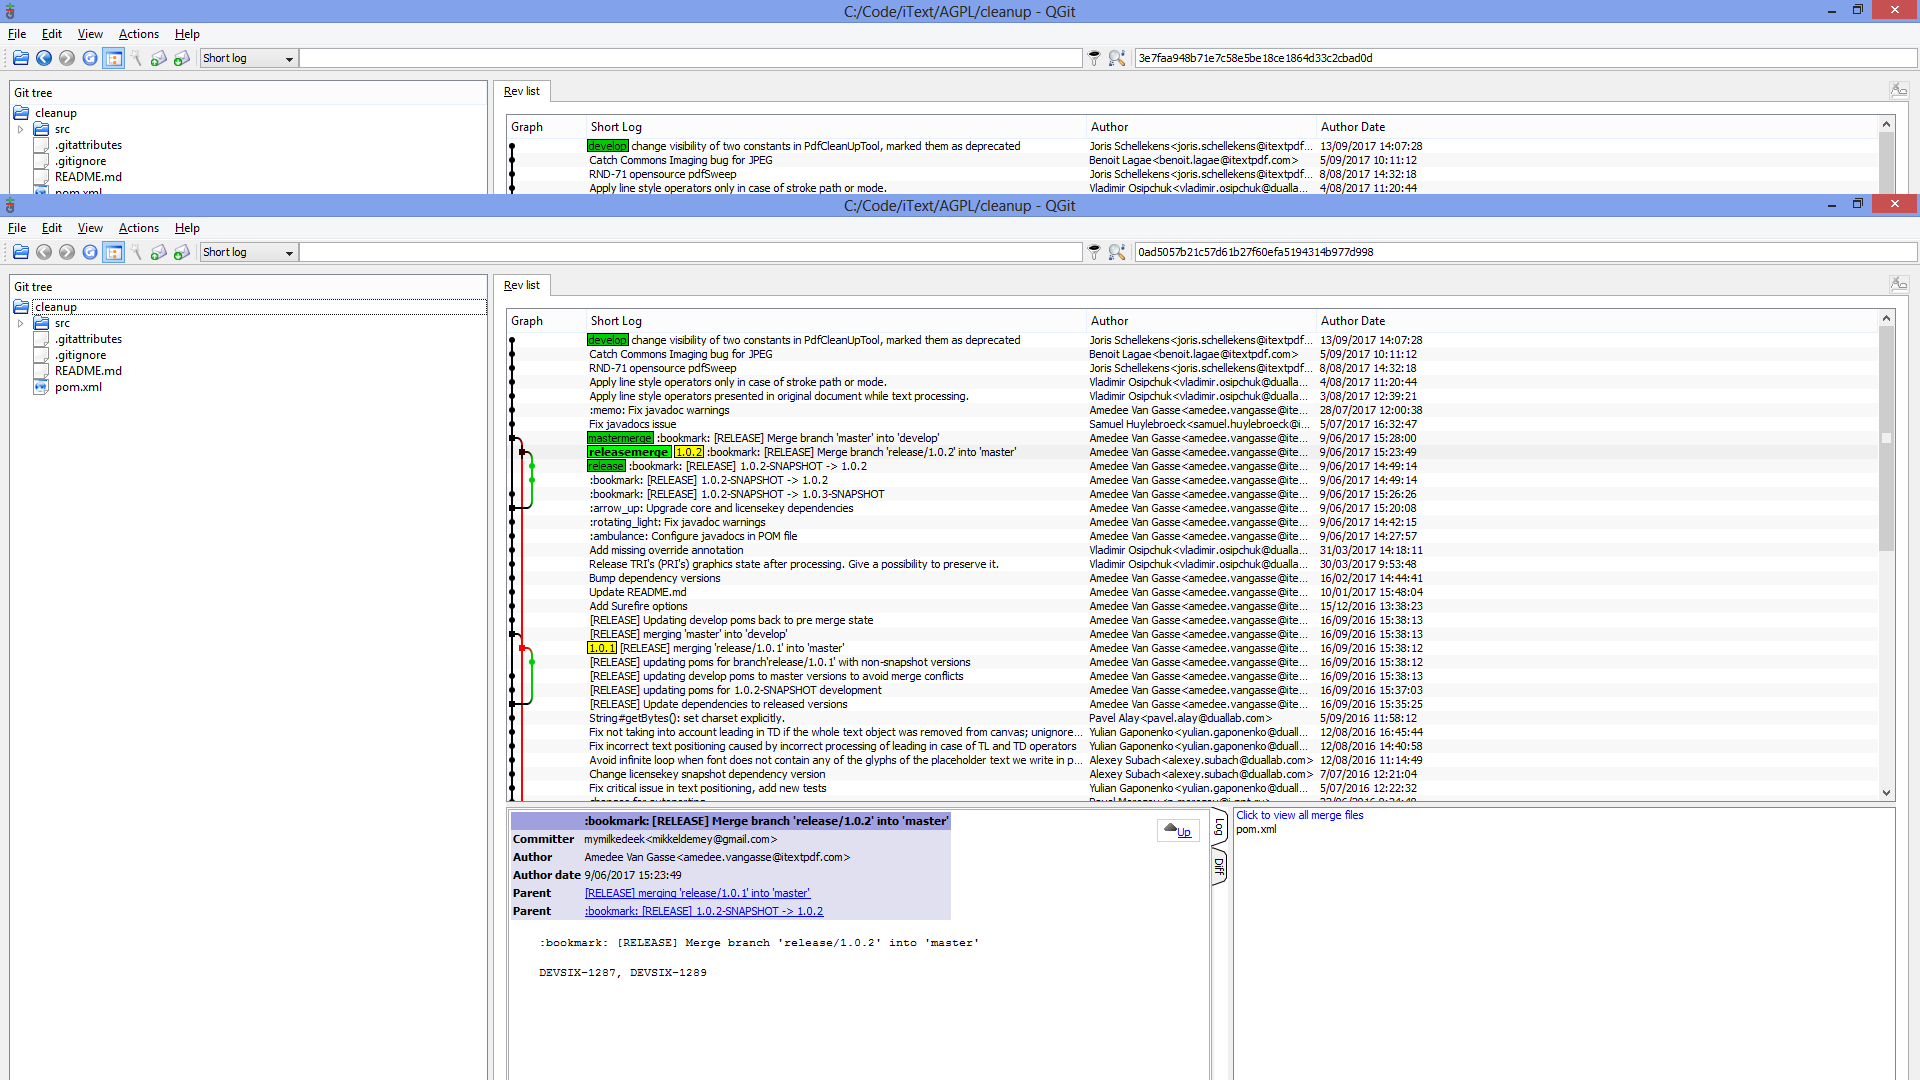 C:/Code/iText/AGPL/cleanup - QGit
File Edit View Actions Help
Short log 3e7faa948b71e7c58e5be18ce1864d33c2cbad0d
Git tree
cleanup
src
.gitattributes
.gitignore
README.md
pom.xml
Rev list
Graph Short Log Author Author Date
develop change visibility of two constants in PdfCleanUpTool, marked them as deprecated Joris Schellekens<joris.schellekens@itextpdf... 13/09/2017 14:07:28
Catch Commons Imaging bug for JPEG Benoit Lagae<benoit.lagae@itextpdf.com> 5/09/2017 10:11:12
RND-71 opensource pdfSweep Joris Schellekens<joris.schellekens@itextpdf... 8/08/2017 14:32:18
Apply line style operators only in case of stroke path or mode. Vladimir Osipchuk<vladimir.osipchuk@dualla... 4/08/2017 11:20:44
C:/Code/iText/AGPL/cleanup - QGit
File Edit View Actions Help
Short log 0ad5057b21c57d61b27f60efa5194314b977d998
Git tree
cleanup
src
.gitattributes
.gitignore
README.md
pom.xml
Rev list
Graph Short Log Author Author Date
develop change visibility of two constants in PdfCleanUpTool, marked them as deprecated Joris Schellekens<joris.schellekens@itextpdf... 13/09/2017 14:07:28
Catch Commons Imaging bug for JPEG Benoit Lagae<benoit.lagae@itextpdf.com> 5/09/2017 10:11:12
RND-71 opensource pdfSweep Joris Schellekens<joris.schellekens@itextpdf... 8/08/2017 14:32:18
Apply line style operators only in case of stroke path or mode. Vladimir Osipchuk<vladimir.osipchuk@dualla... 4/08/2017 11:20:44
Apply line style operators presented in original document while text processing. Vladimir Osipchuk<vladimir.osipchuk@dualla... 3/08/2017 12:39:21
:memo: Fix javadoc warnings Amedee Van Gasse<amedee.vangasse@ite... 28/07/2017 12:00:38
Fix javadocs issue Samuel Huylebroeck<samuel.huylebroeck@i... 5/07/2017 16:32:47
mastermerge :bookmark: [RELEASE] Merge branch 'master' into 'develop' Amedee Van Gasse<amedee.vangasse@ite... 9/06/2017 15:28:00
releasemerge 1.0.2 :bookmark: [RELEASE] Merge branch 'release/1.0.2' into 'master' Amedee Van Gasse<amedee.vangasse@ite... 9/06/2017 15:23:49
release :bookmark: [RELEASE] 1.0.2-SNAPSHOT -> 1.0.2 Amedee Van Gasse<amedee.vangasse@ite... 9/06/2017 14:49:14
:bookmark: [RELEASE] 1.0.2-SNAPSHOT -> 1.0.2 Amedee Van Gasse<amedee.vangasse@ite... 9/06/2017 14:49:14
:bookmark: [RELEASE] 1.0.2-SNAPSHOT -> 1.0.3-SNAPSHOT Amedee Van Gasse<amedee.vangasse@ite... 9/06/2017 15:26:26
:arrow_up: Upgrade core and licensekey dependencies Amedee Van Gasse<amedee.vangasse@ite... 9/06/2017 15:20:08
:rotating_light: Fix javadoc warnings Amedee Van Gasse<amedee.vangasse@ite... 9/06/2017 14:42:15
:ambulance: Configure javadocs in POM file Amedee Van Gasse<amedee.vangasse@ite... 9/06/2017 14:27:57
Add missing override annotation Vladimir Osipchuk<vladimir.osipchuk@dualla... 31/03/2017 14:18:11
Release TRI's (PRI's) graphics state after processing. Give a possibility to preserve it. Vladimir Osipchuk<vladimir.osipchuk@dualla... 30/03/2017 9:53:48
Bump dependency versions Amedee Van Gasse<amedee.vangasse@ite... 16/02/2017 14:44:41
Update README.md Amedee Van Gasse<amedee.vangasse@ite... 10/01/2017 15:48:04
Add Surefire options Amedee Van Gasse<amedee.vangasse@ite... 15/12/2016 13:38:23
[RELEASE] Updating develop poms back to pre merge state Amedee Van Gasse<amedee.vangasse@ite... 16/09/2016 15:38:13
[RELEASE] merging 'master' into 'develop' Amedee Van Gasse<amedee.vangasse@ite... 16/09/2016 15:38:13
1.0.1 [RELEASE] merging 'release/1.0.1' into 'master' Amedee Van Gasse<amedee.vangasse@ite... 16/09/2016 15:38:12
[RELEASE] updating poms for branch'release/1.0.1' with non-snapshot versions Amedee Van Gasse<amedee.vangasse@ite... 16/09/2016 15:38:12
[RELEASE] updating develop poms to master versions to avoid merge conflicts Amedee Van Gasse<amedee.vangasse@ite... 16/09/2016 15:38:13
[RELEASE] updating poms for 1.0.2-SNAPSHOT development Amedee Van Gasse<amedee.vangasse@ite... 16/09/2016 15:37:03
[RELEASE] Update dependencies to released versions Amedee Van Gasse<amedee.vangasse@ite... 16/09/2016 15:35:25
String#getBytes(): set charset explicitly. Pavel Alay<pavel.alay@duallab.com> 5/09/2016 11:58:12
Fix not taking into account leading in TD if the whole text object was removed from canvas; unignore... Yulian Gaponenko<yulian.gaponenko@duall... 12/08/2016 16:45:44
Fix incorrect text positioning caused by incorrect processing of leading in case of TL and TD operators Yulian Gaponenko<yulian.gaponenko@duall... 12/08/2016 14:40:58
Avoid infinite loop when font does not contain any of the glyphs of the placeholder text we write in p... Alexey Subach<alexey.subach@duallab.com> 12/08/2016 11:14:49
Change licensekey snapshot dependency version Alexey Subach<alexey.subach@duallab.com> 7/07/2016 12:21:04
Fix critical issue in text positioning, add new tests Yulian Gaponenko<yulian.gaponenko@duall... 5/07/2016 12:22:32
:bookmark: [RELEASE] Merge branch 'release/1.0.2' into 'master'
Committer mymilkedeek<mikkeldemey@gmail.com>
Author Amedee Van Gasse<amedee.vangasse@itextpdf.com>
Author date 9/06/2017 15:23:49
Parent [RELEASE] merging 'release/1.0.1' into 'master'
Parent :bookmark: [RELEASE] 1.0.2-SNAPSHOT -> 1.0.2
:bookmark: [RELEASE] Merge branch 'release/1.0.2' into 'master'
DEVSIX-1287, DEVSIX-1289
Up
Log
Diff
Click to view all merge files
pom.xml